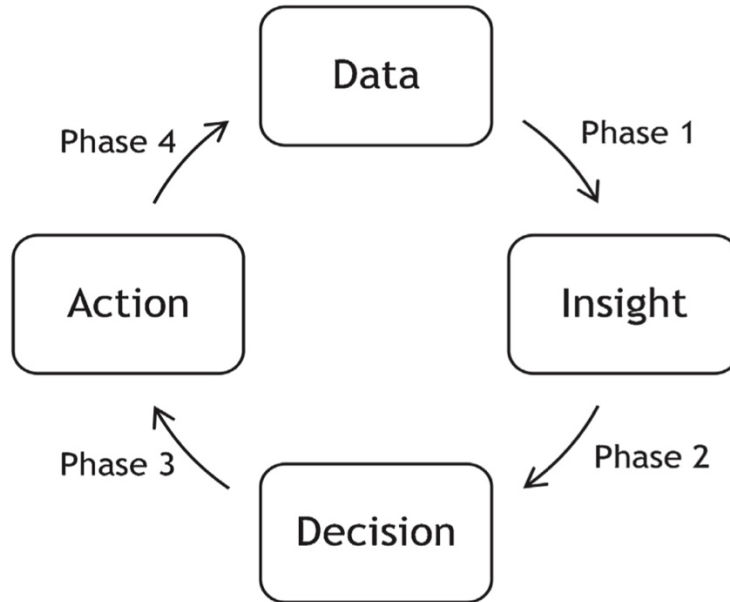 Data
Phase 4
Phase 1
Action
Insight
Phase 3
Phase 2
Decision